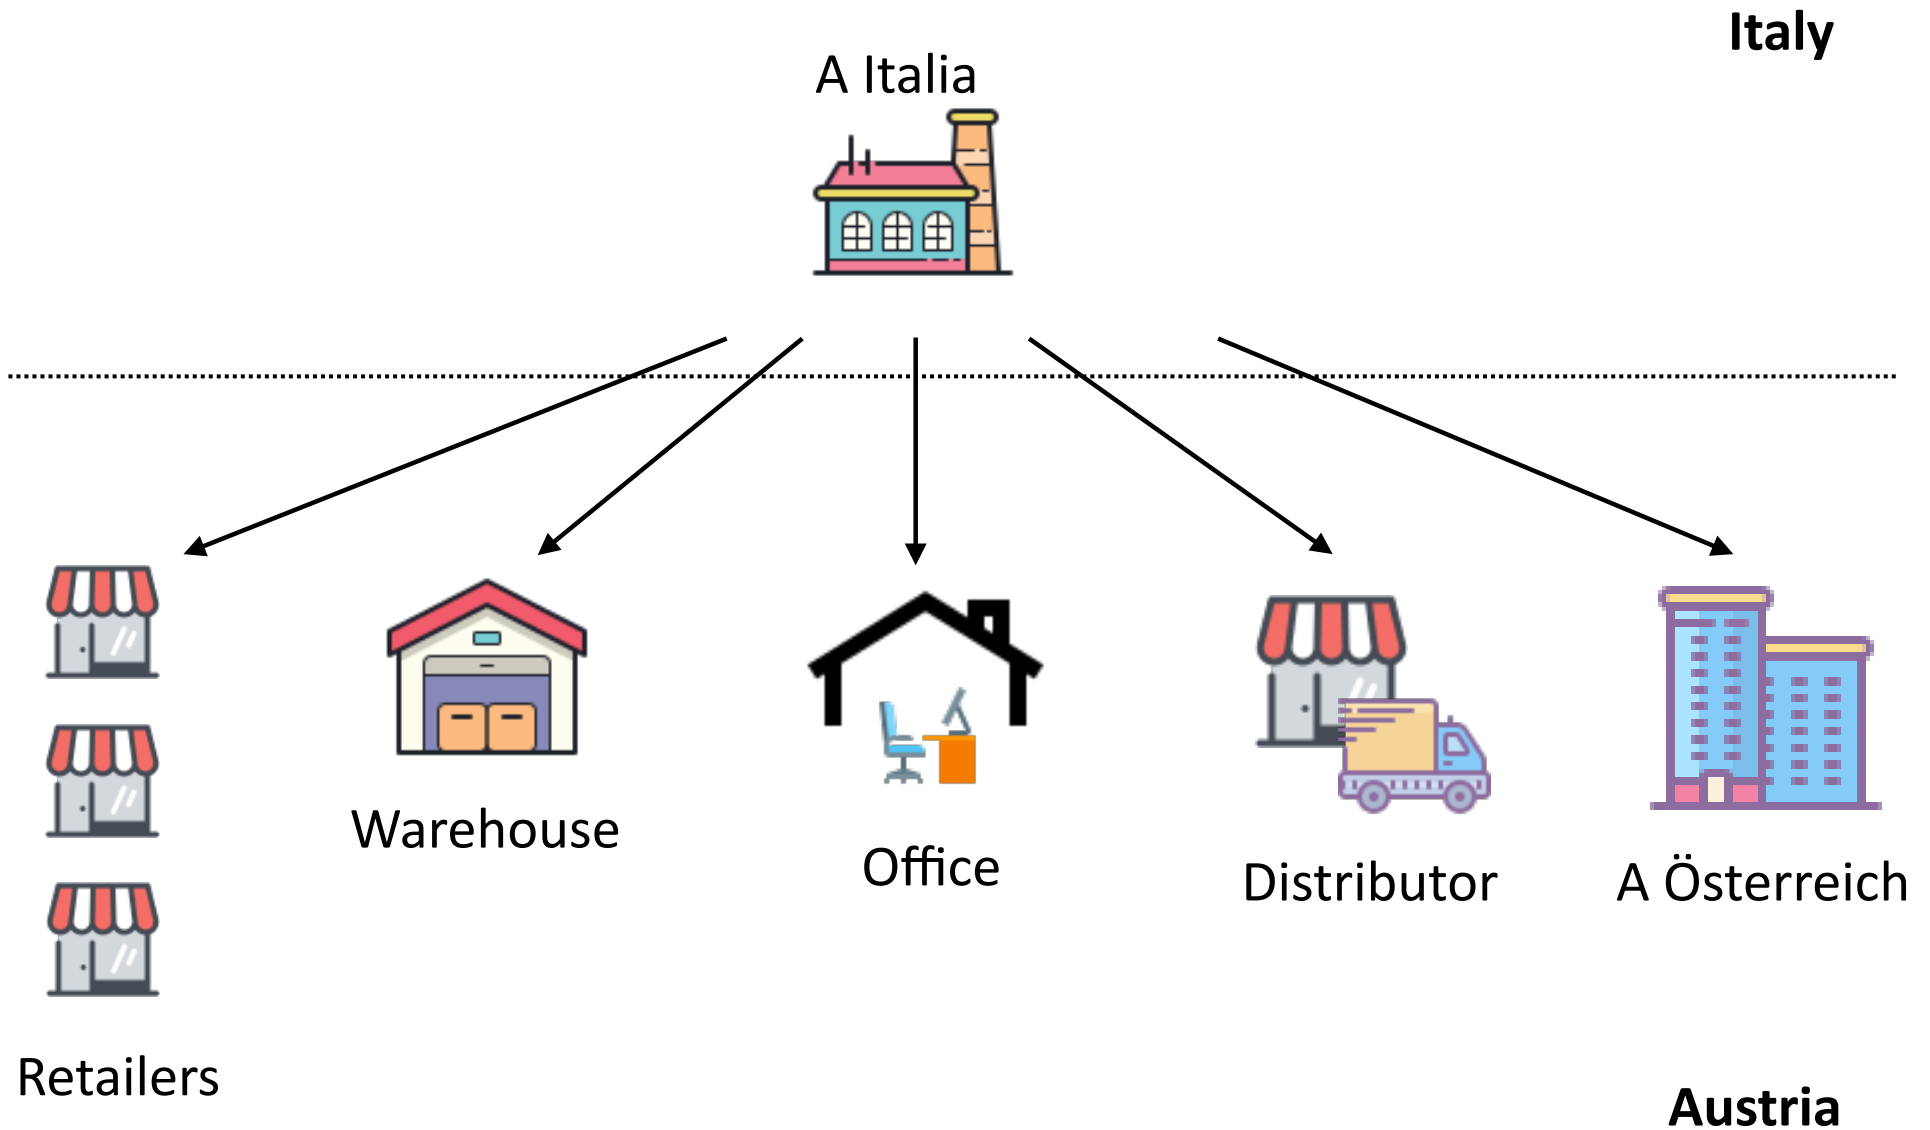 Italy
A Italia
Warehouse
Office
Distributor
A Österreich
Retailers
Austria